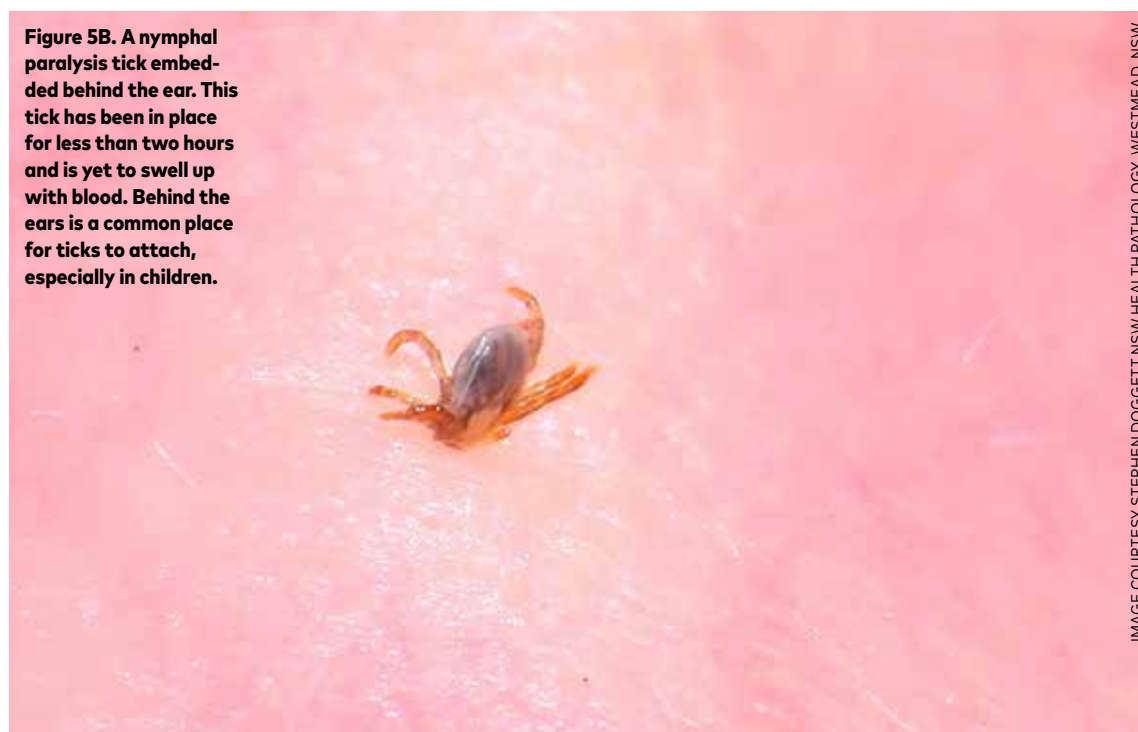 Figure 5B. A nymphal
paralysis tick embed-
ded behind the ear. This
tick has been in place
for less than two hours
and is yet to swell up
with blood. Behind the
ears is a common place
for ticks to attach,
especially in children.
IMAGE COURTESY STEPHEN DOGGETT, NSW HEALTH PATHOLOGY, WESTMEAD, NSW